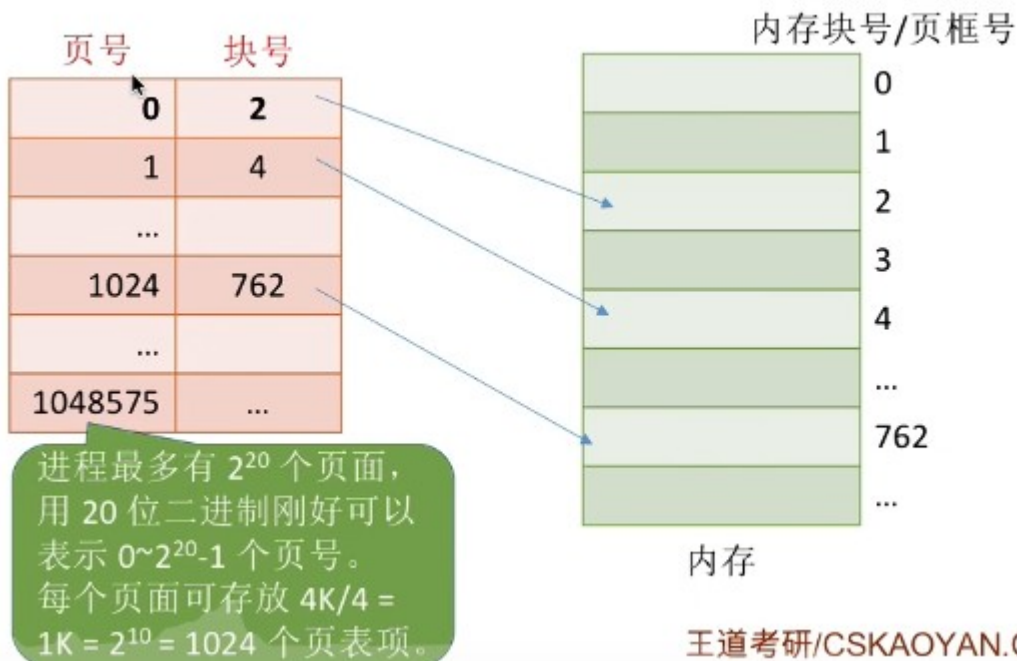 内存块号/页框号
页号 块号
0 2
1 4
...
1024 762
...
1048575 ...
0
1
2
3
4
...
762
...
内存
进程最多有 2²⁰ 个页面，
用 20 位二进制刚好可以
表示 0~2²⁰-1 个页号。
每个页面可存放 4K/4 =
1K = 2¹⁰ = 1024 个页表项。
王道考研/CSKAOYAN.